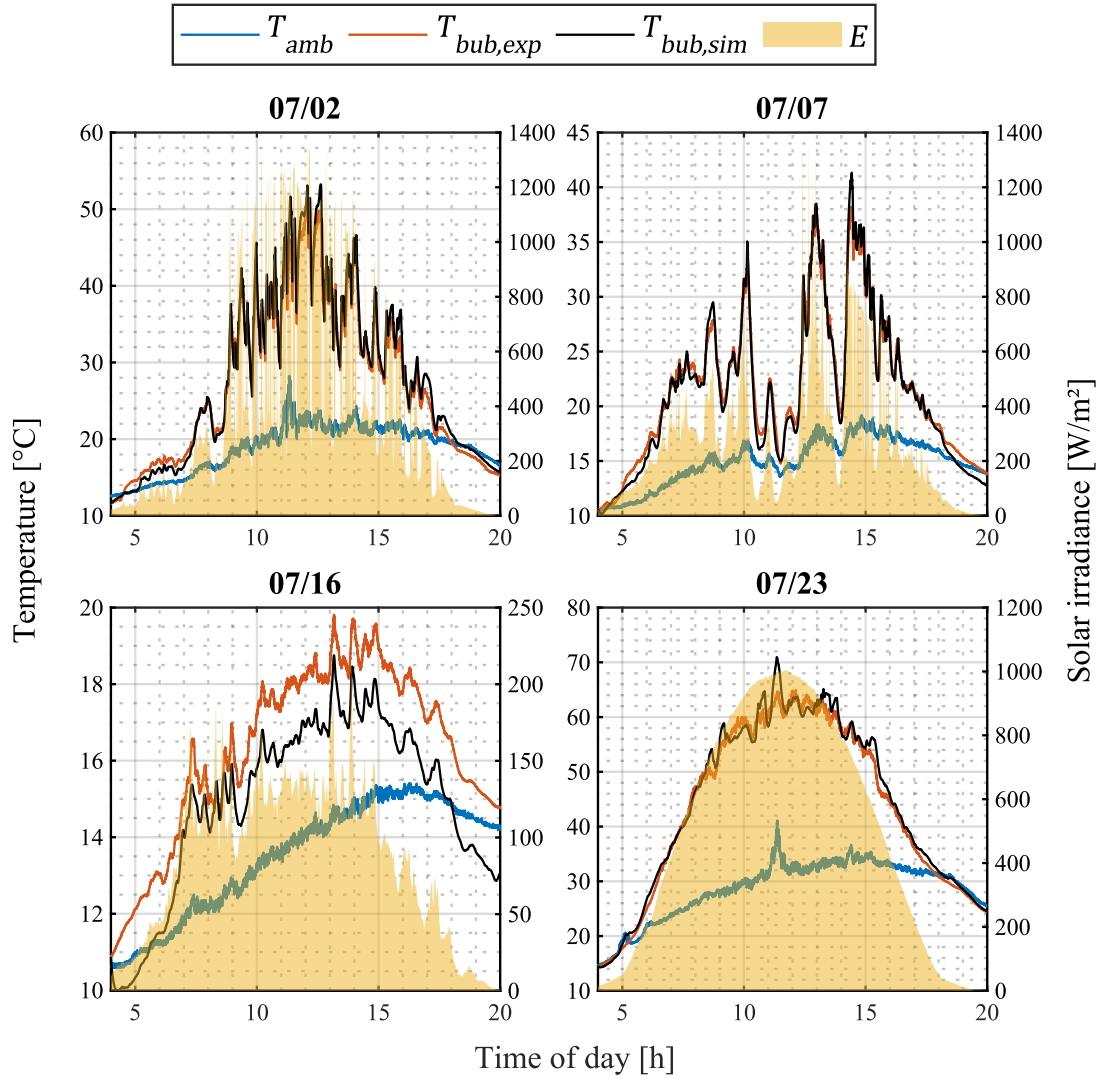 T_amb T_bub,exp T_bub,sim E
07/02 07/07
60 1400 45 1400
50 1200 40 1200
1000 35 1000
40 800 30 800
30 600 25 600
400 20 400
20 200 15 200
10 0 10 0
5 10 15 20 5 10 15 20
Temperature [°C]
Solar irradiance [W/m²]
07/16 07/23
20 250 80 1200
18 200 70 1000
16 150 60 800
50 600
14 100 40
30 400
12 50 20 200
10 0 10 0
5 10 15 20 5 10 15 20
Time of day [h]